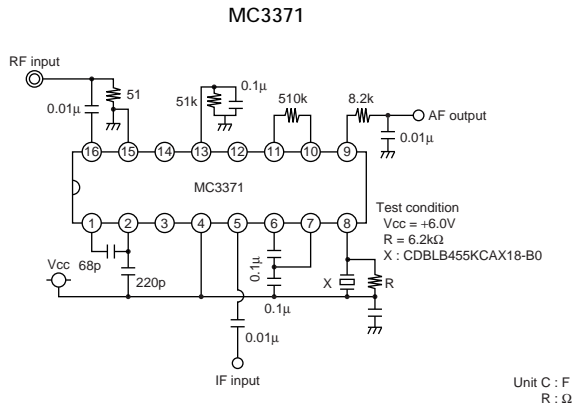 MC3371
RF input
51
0.01μ
51k
0.1μ
510k
8.2k
AF output
0.01μ
16 15 14 13 12 11 10 9
MC3371
1 2 3 4 5 6 7 8
Test condition
Vcc = +6.0V
R = 6.2kΩ
X : CDBLB455KCAX18-B0
Vcc
68p
220p
0.1μ
0.1μ
X
R
0.01μ
IF input
Unit C : F
R : Ω